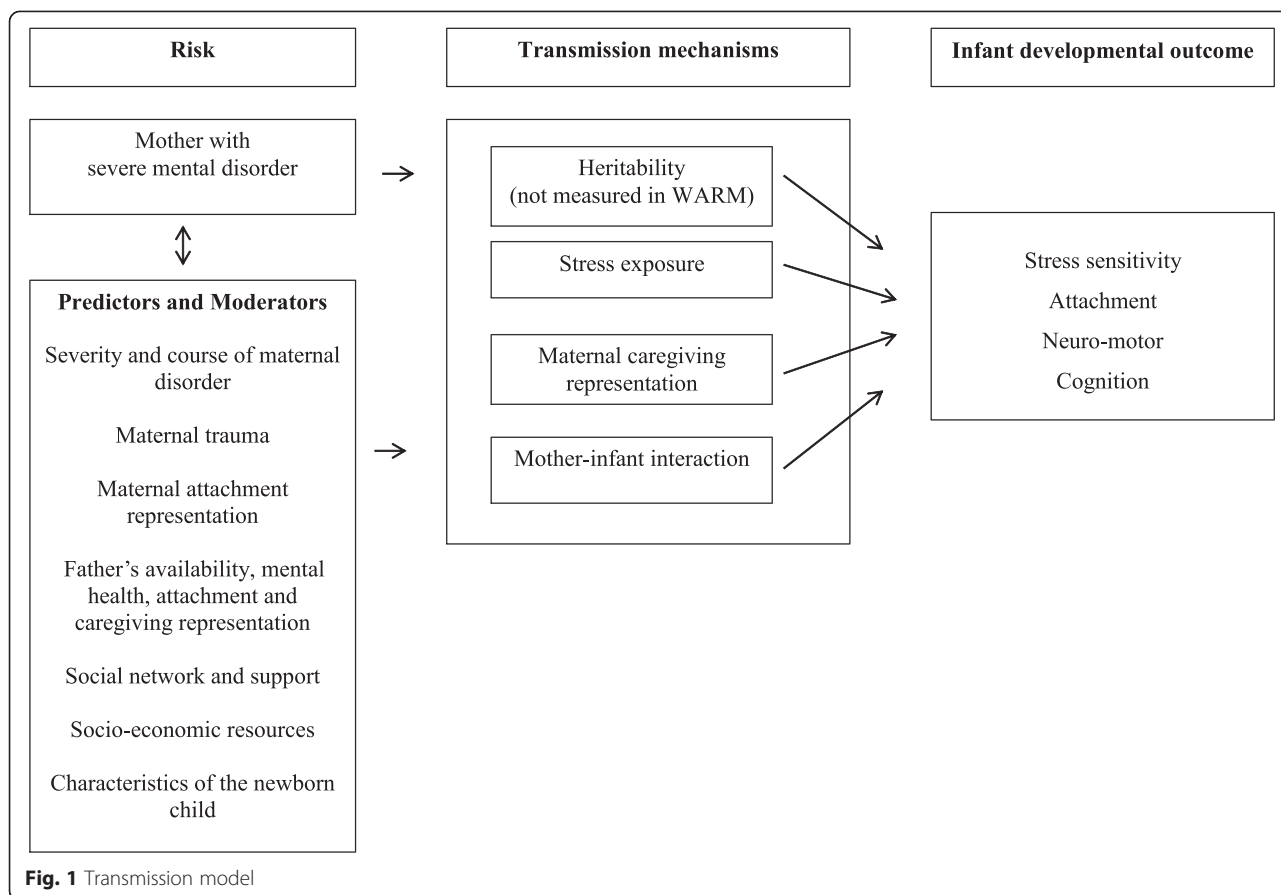 Risk
Transmission mechanisms
Infant developmental outcome
Mother with
severe mental disorder
Predictors and Moderators
Severity and course of maternal
disorder
Maternal trauma
Maternal attachment
representation
Father's availability, mental
health, attachment and
caregiving representation
Social network and support
Socio-economic resources
Characteristics of the newborn
child
Heritability
(not measured in WARM)
Stress exposure
Maternal caregiving
representation
Mother-infant interaction
Stress sensitivity
Attachment
Neuro-motor
Cognition
Fig. 1 Transmission model